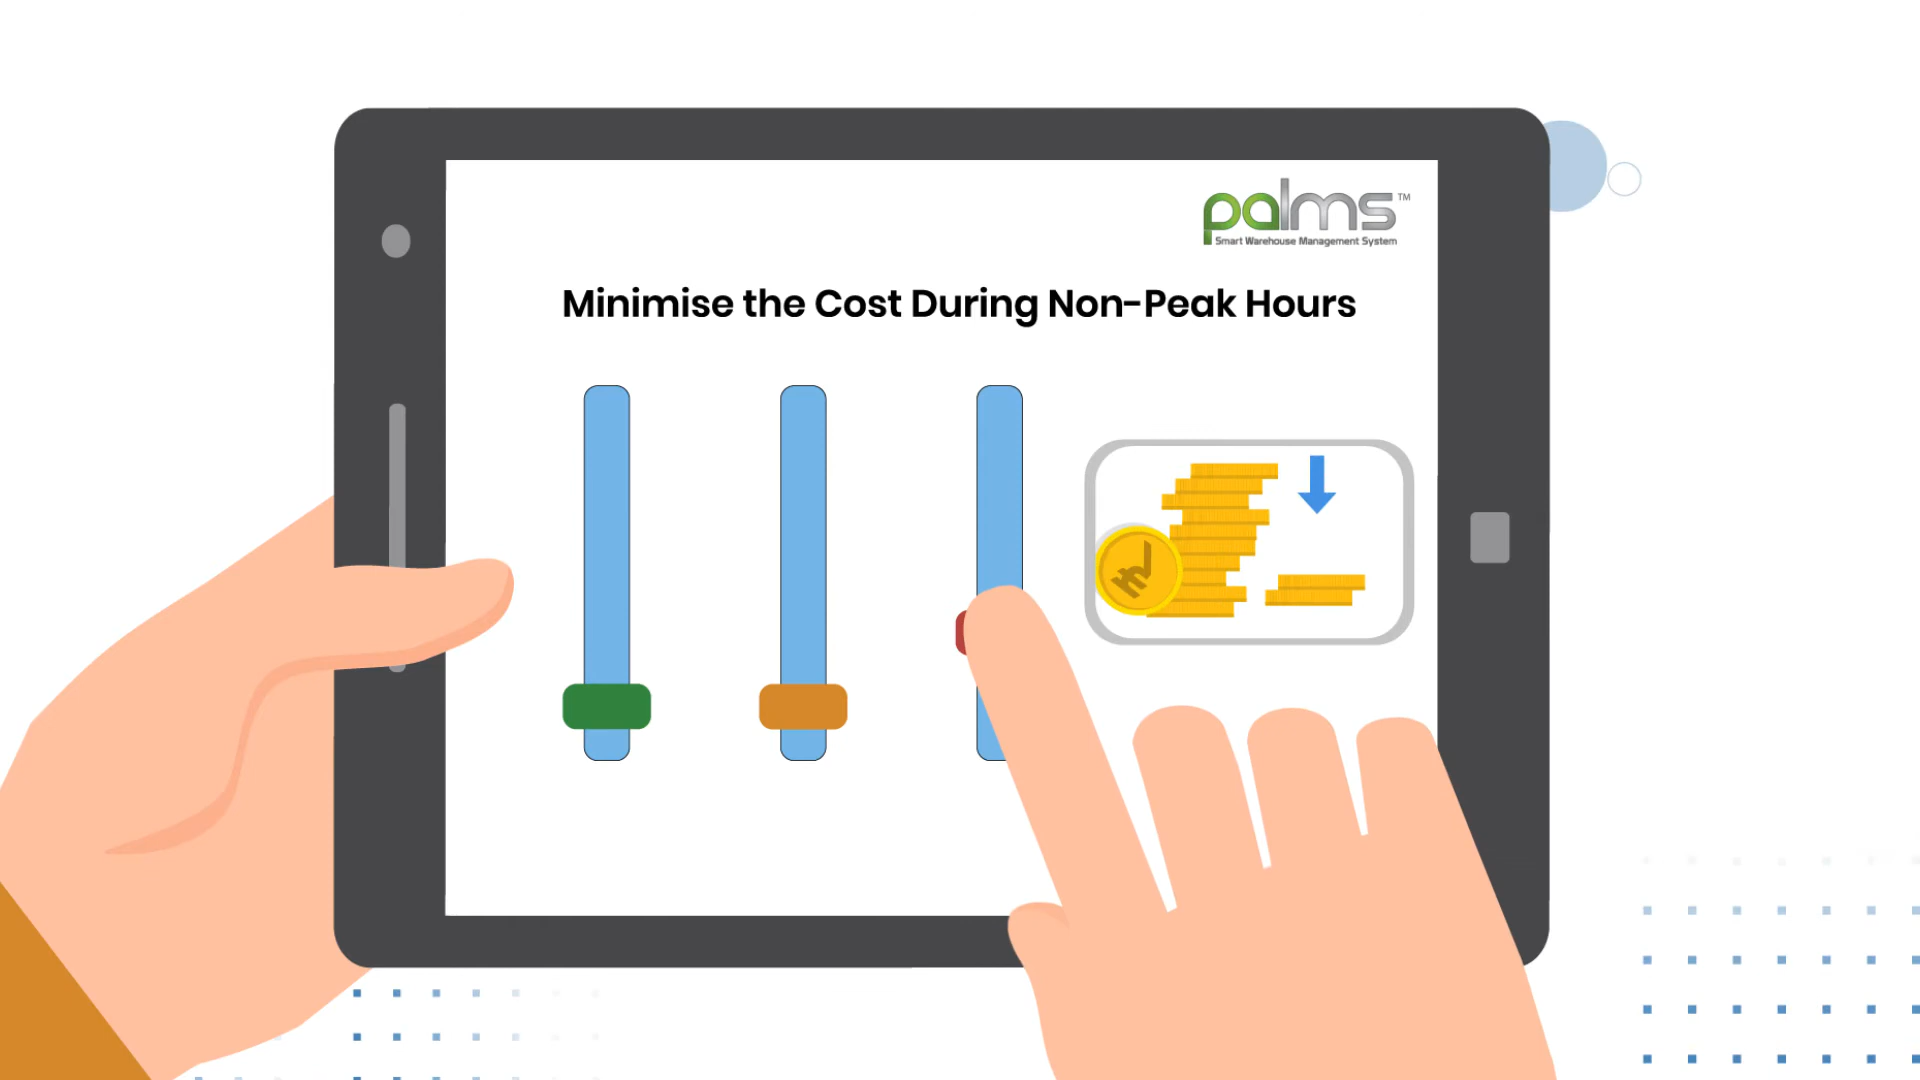 palms™
Smart Warehouse Management System
Minimise the Cost During Non-Peak Hours
₹